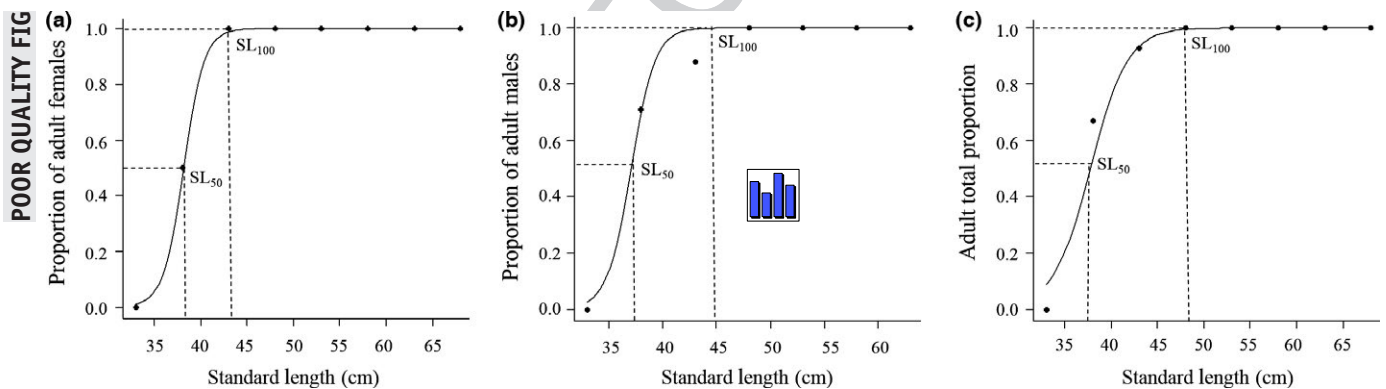 POOR QUALITY FIG
(a)
Proportion of adult females
1.0
0.8
0.6
0.4
0.2
0.0
SL100
SL50
35 40 45 50 55 60 65
Standard length (cm)
(b)
Proportion of adult males
1.0
0.8
0.6
0.4
0.2
0.0
SL100
SL50
35 40 45 50 55 60
Standard length (cm)
(c)
Adult total proportion
1.0
0.8
0.6
0.4
0.2
0.0
SL100
SL50
35 40 45 50 55 60 65
Standard length (cm)